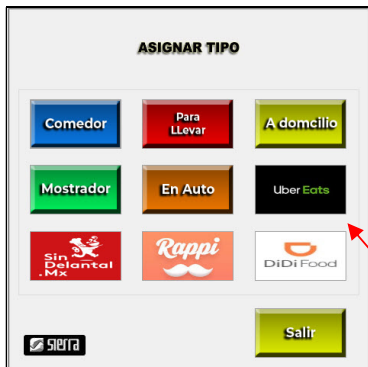 ASIGNAR TIPO
Comedor
Para
LLevar
A domcilio
Mostrador
En Auto
Uber Eats
Sin
Delantal
.Mx
Rappi
DiDi Food
Salir
sierra